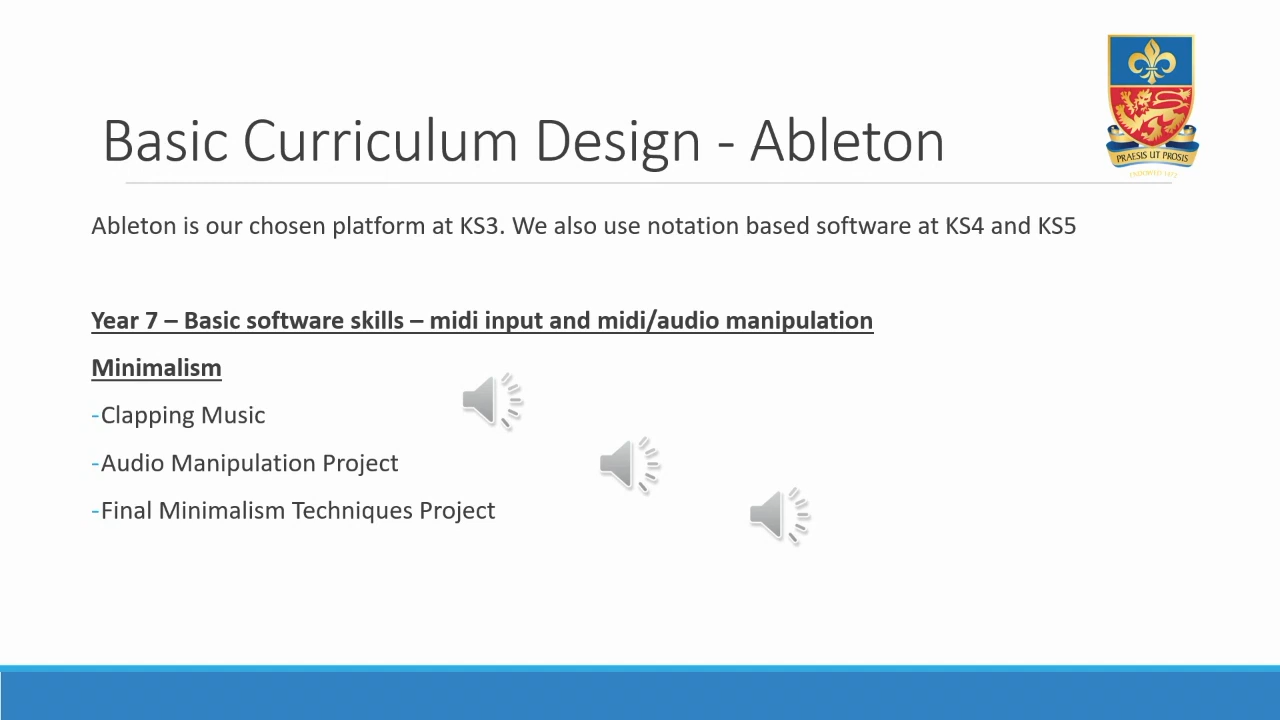 Basic Curriculum Design - Ableton
PRAESIS UT PROSIS
ENDOWED 1672
Ableton is our chosen platform at KS3. We also use notation based software at KS4 and KS5
Year 7 – Basic software skills – midi input and midi/audio manipulation
Minimalism
-Clapping Music
-Audio Manipulation Project
-Final Minimalism Techniques Project